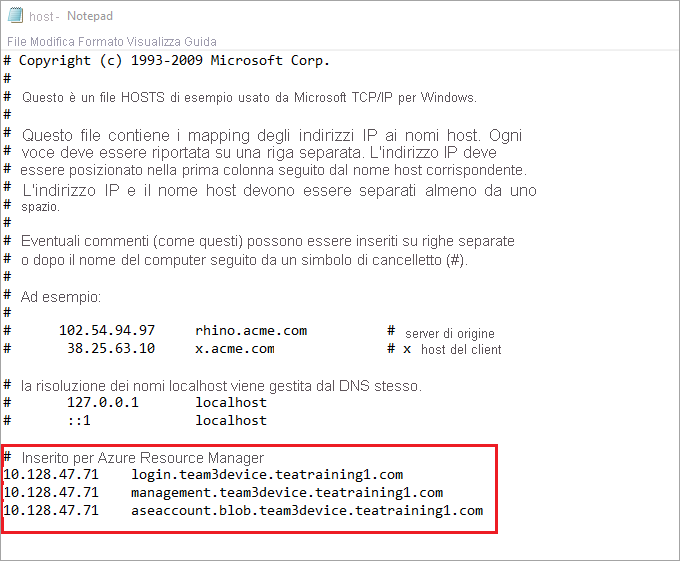 host - Notepad
File Modifica Formato Visualizza Guida
# Copyright (c) 1993-2009 Microsoft Corp.
#
# Questo è un file HOSTS di esempio usato da Microsoft TCP/IP per Windows.
#
# Questo file contiene i mapping degli indirizzi IP ai nomi host. Ogni
# voce deve essere riportata su una riga separata. L'indirizzo IP deve
# essere posizionato nella prima colonna seguito dal nome host corrispondente.
# L'indirizzo IP e il nome host devono essere separati almeno da uno
# spazio.
#
# Eventuali commenti (come questi) possono essere inseriti su righe separate
# o dopo il nome del computer seguito da un simbolo di cancelletto (#).
#
# Ad esempio:
#
# 102.54.94.97 rhino.acme.com # server di origine
# 38.25.63.10 x.acme.com # x host del client
# la risoluzione dei nomi localhost viene gestita dal DNS stesso.
# 127.0.0.1 localhost
# ::1 localhost
# Inserito per Azure Resource Manager
10.128.47.71 login.team3device.teatraining1.com
10.128.47.71 management.team3device.teatraining1.com
10.128.47.71 aseaccount.blob.team3device.teatraining1.com